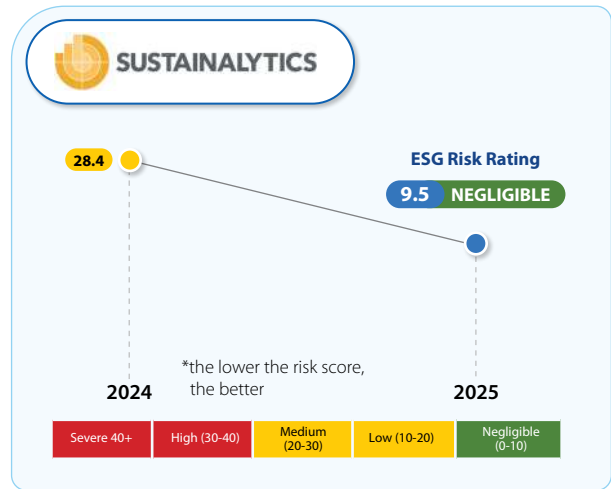 SUSTAINALYTICS
28.4
ESG Risk Rating
9.5 NEGLIGIBLE
*the lower the risk score,
the better
2024
2025
Severe 40+
High (30-40)
Medium
(20-30)
Low (10-20)
Negligible
(0-10)